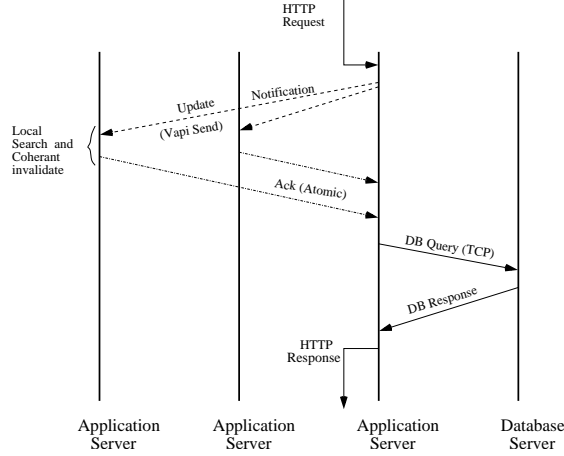 HTTP
Request
Notification
Update
(Vapi Send)
Local
Search and
Coherant
invalidate
Ack (Atomic)
DB Query (TCP)
DB Response
HTTP
Response
Application
Server
Application
Server
Application
Server
Database
Server